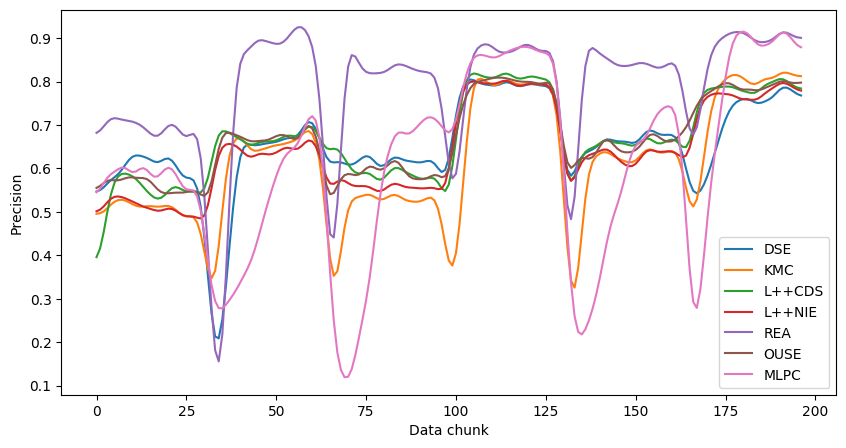 Precision
0.9
0.8
0.7
0.6
0.5
0.4
0.3
0.2
0.1
0 25 50 75 100 125 150 175 200
Data chunk
DSE
KMC
L++CDS
L++NIE
REA
OUSE
MLPC